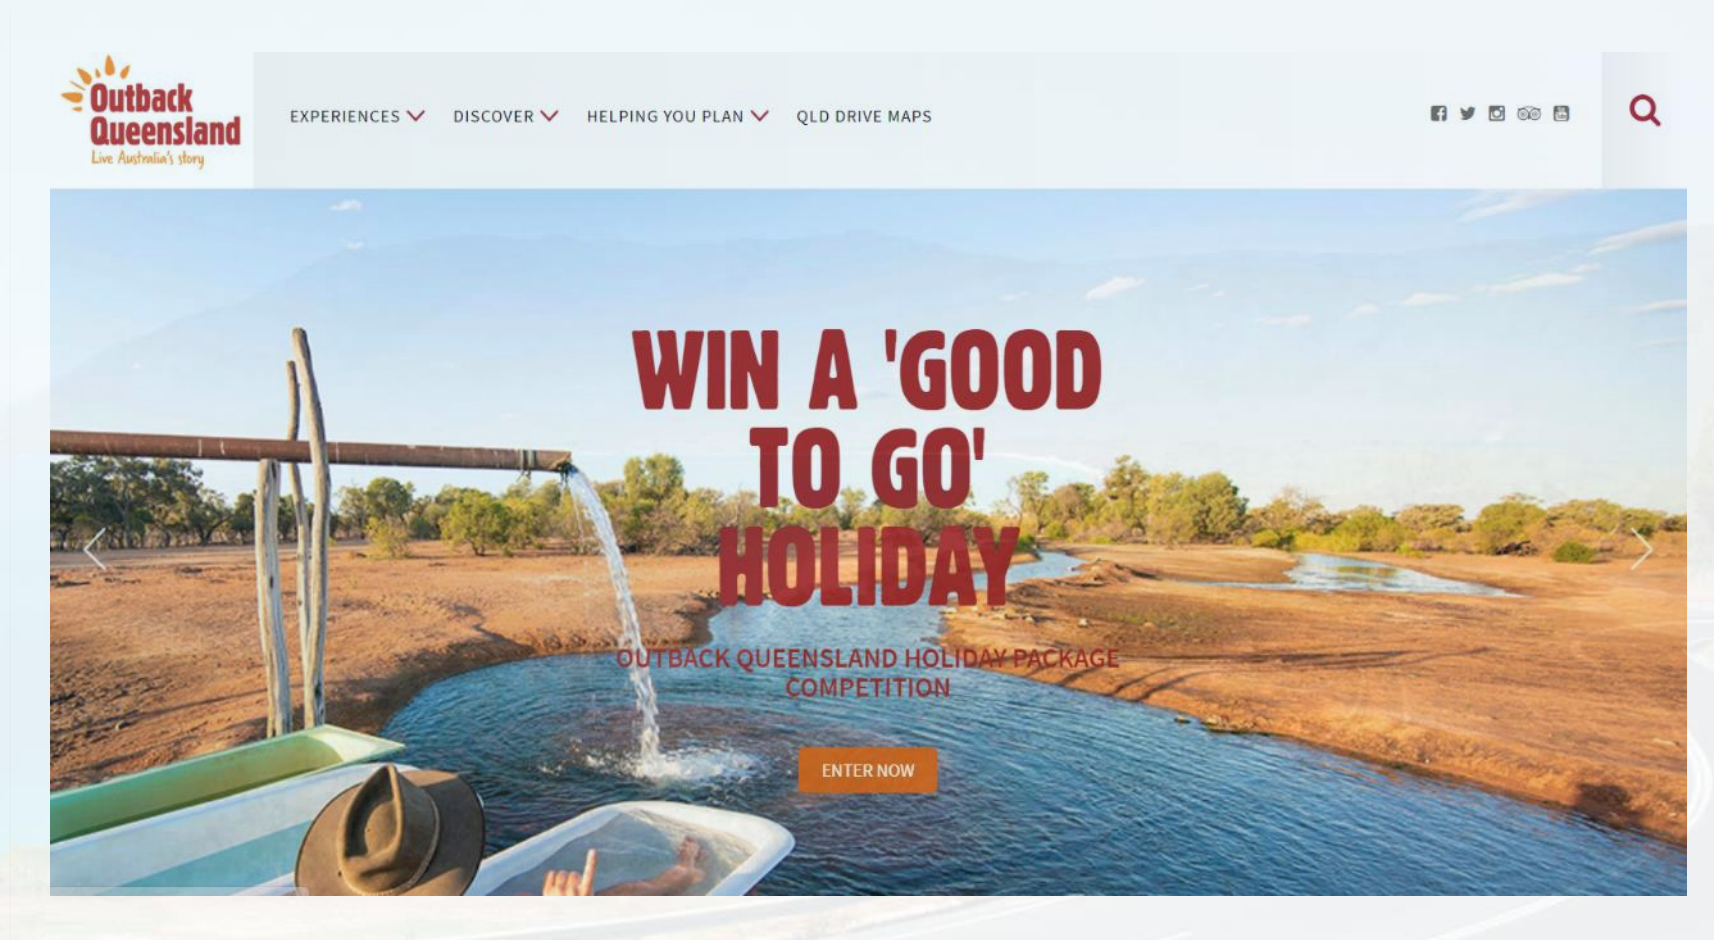 Outback
Queensland
Live Australia's story
EXPERIENCES
DISCOVER
HELPING YOU PLAN
QLD DRIVE MAPS
WIN A 'GOOD
TO GO'
HOLIDAY
OUTBACK QUEENSLAND HOLIDAY PACKAGE
COMPETITION
ENTER NOW